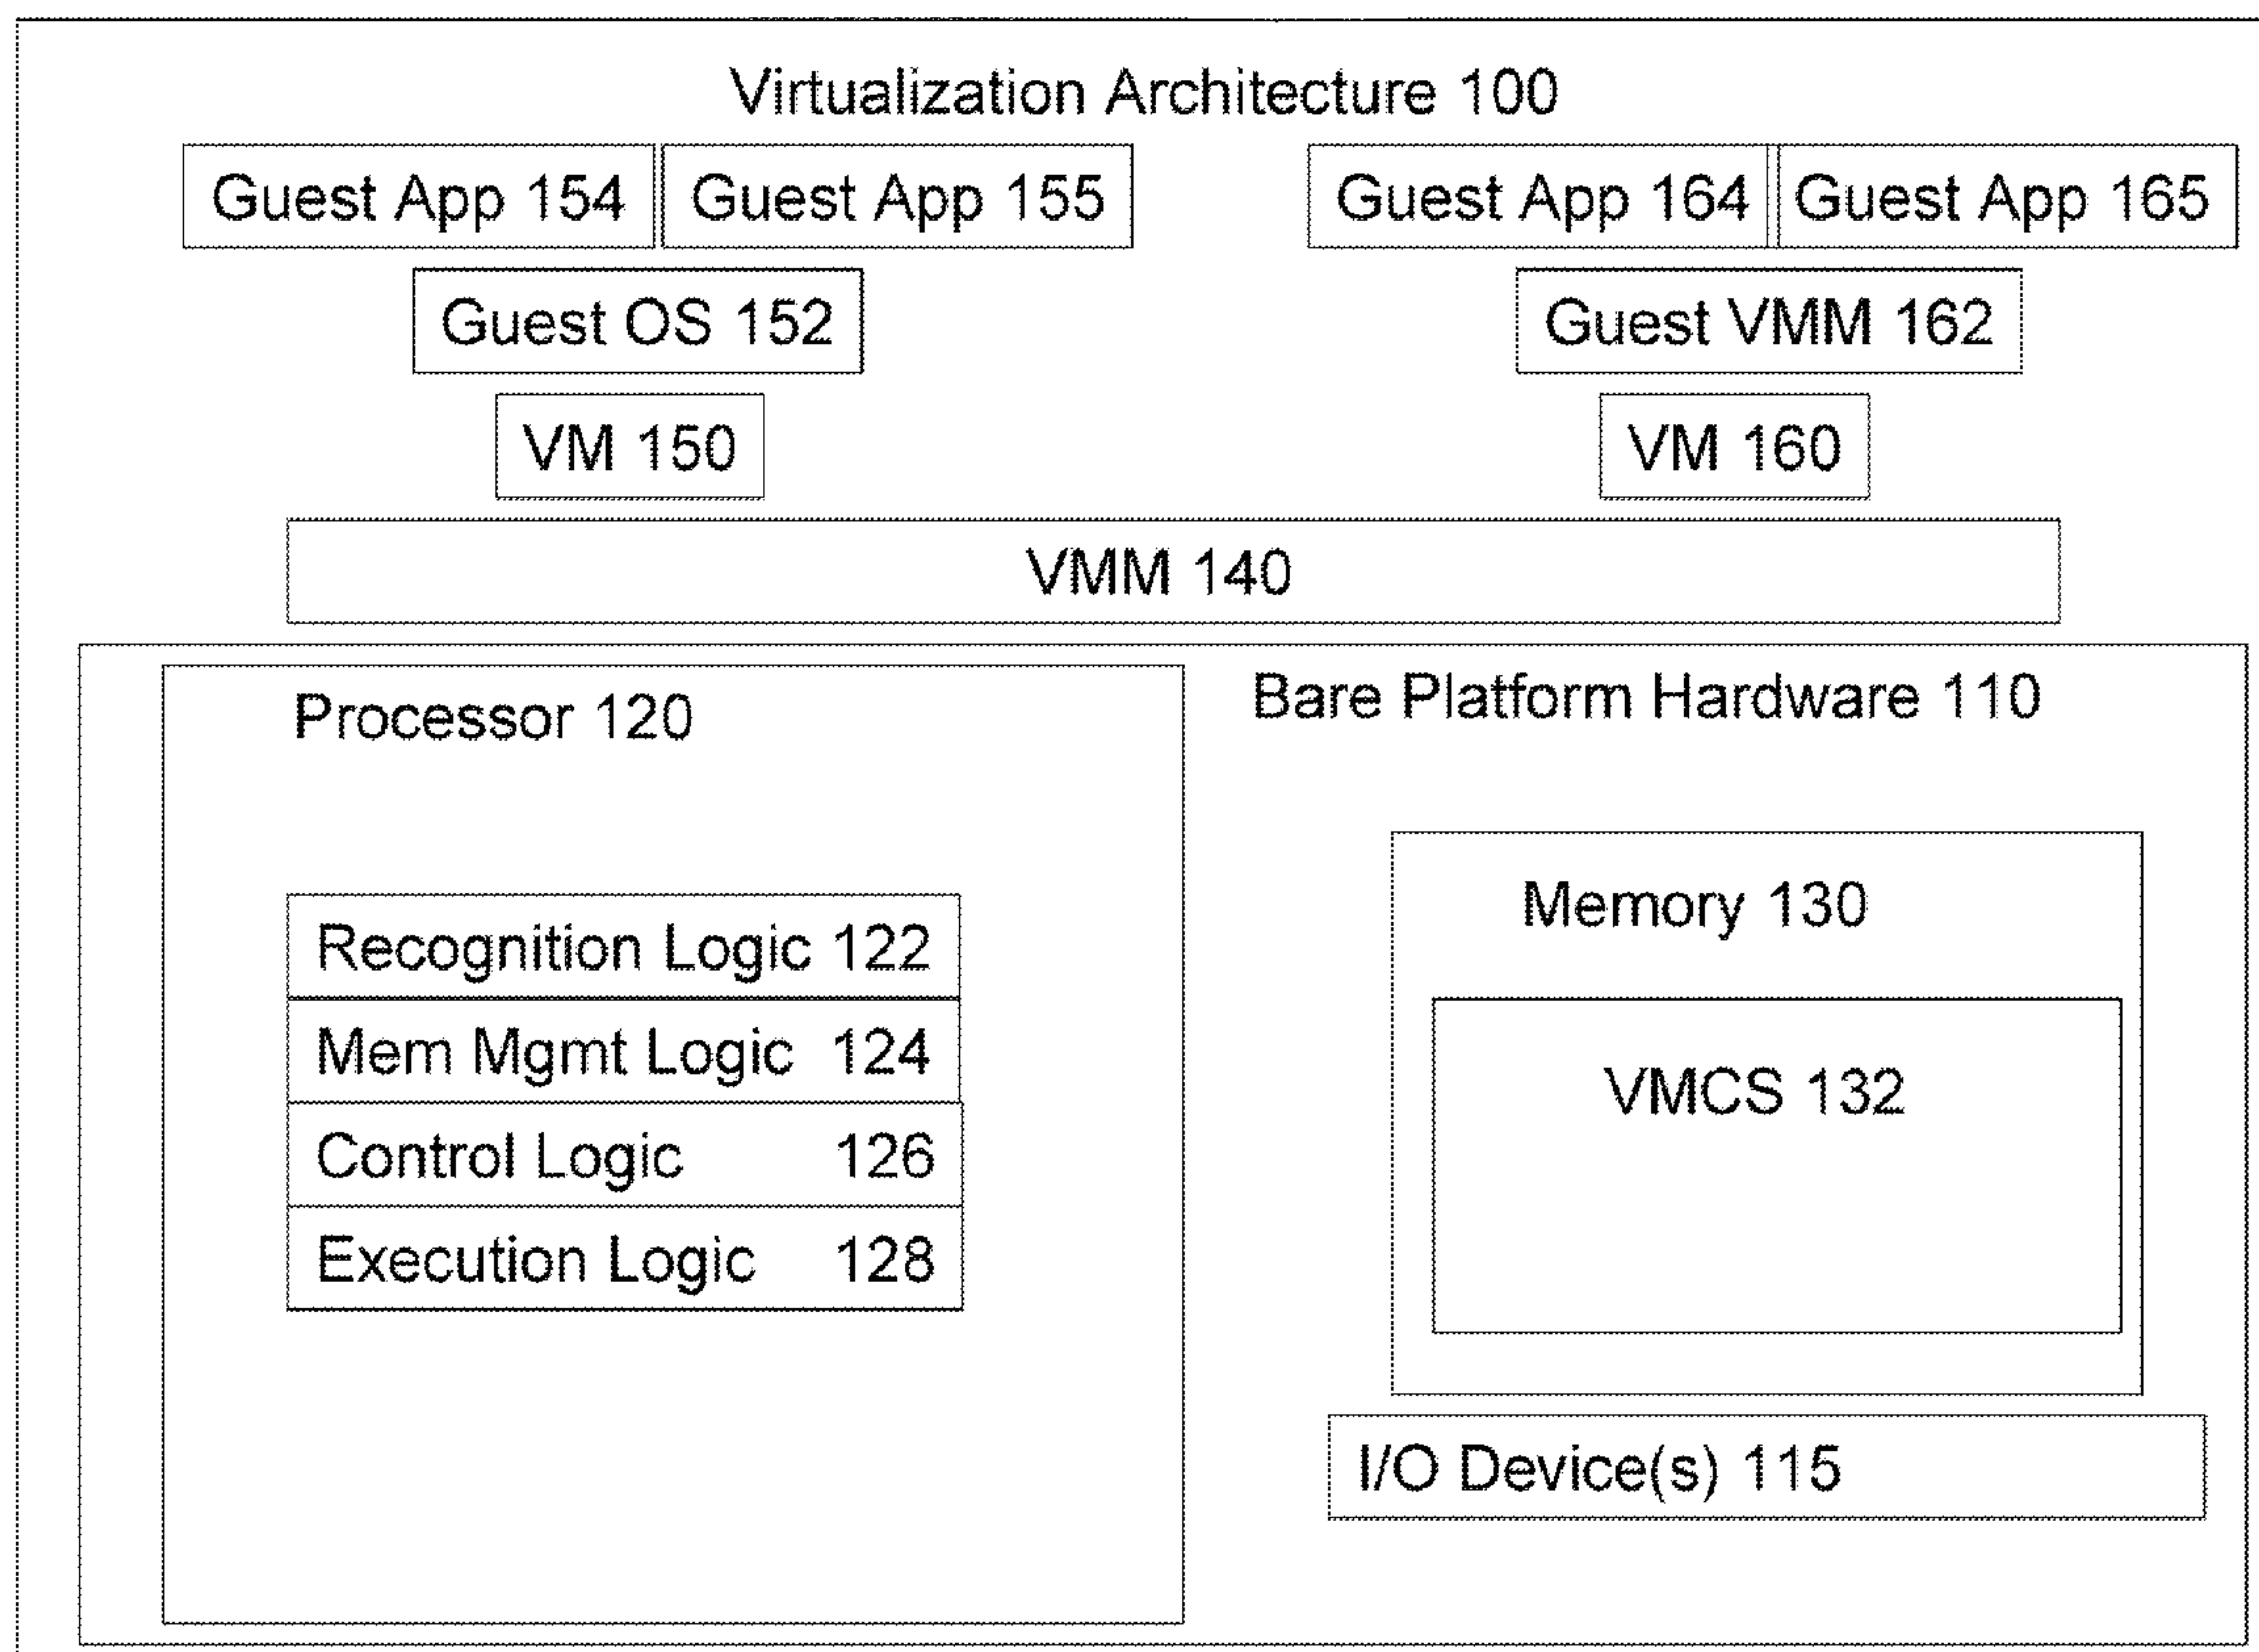 Virtualization Architecture 100
Guest App 154 Guest App 155 Guest App 164 Guest App 165
Guest OS 152 Guest VMM 162
VM 150 VM 160
VMM 140
Processor 120
Bare Platform Hardware 110
Recognition Logic 122
Mem Mgmt Logic 124
Control Logic 126
Execution Logic 128
Memory 130
VMCS 132
I/O Device(s) 115